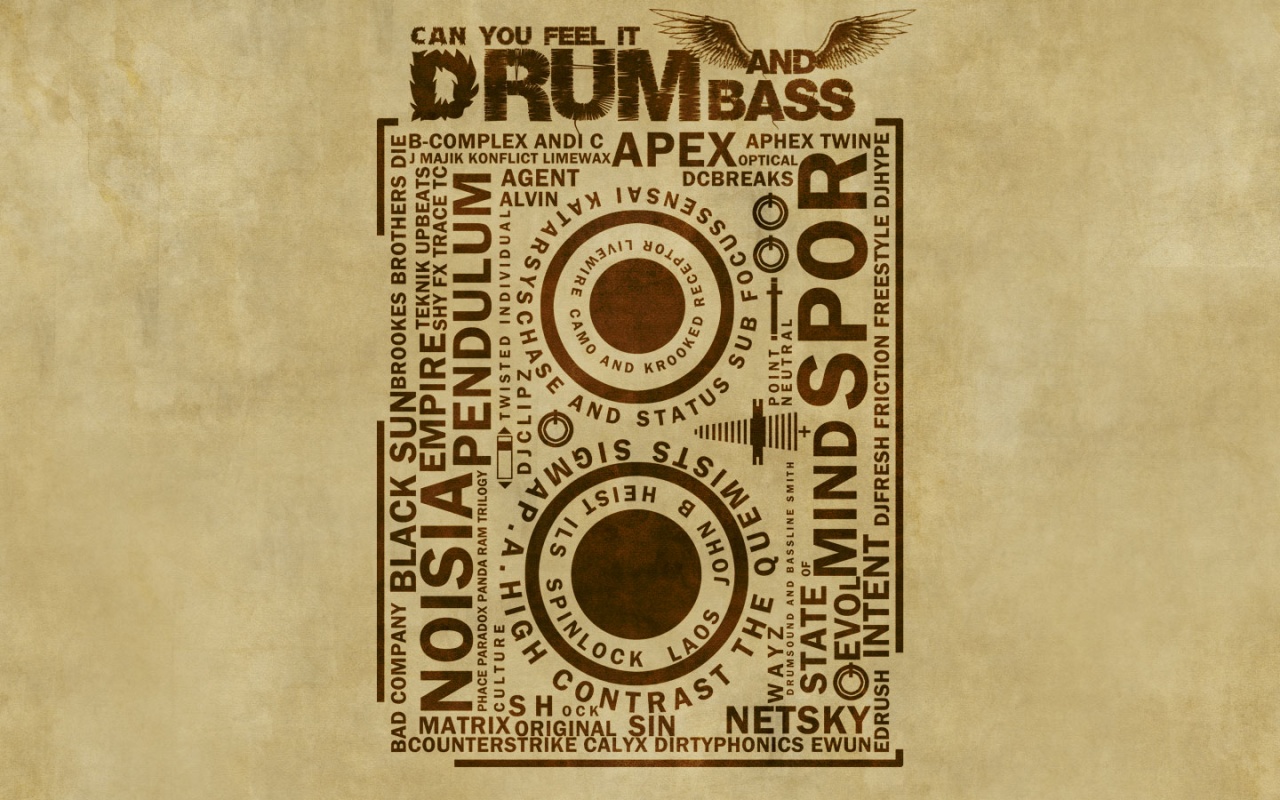 CAN YOU FEEL IT
DRUM AND BASS
B-COMPLEX ANDI C
J MAJIK KONFLICT LIMEWAX
APEX
APHEX TWIN
OPTICAL
AGENT
ALVIN
DCBREAKS
BAD COMPANY BLACK SUN BROOKES BROTHERS DIE
EMPIRE TEKNIK UPBEATS
SHY FX TRACE TC
NOISIA PENDULUM
PHACE PARADOX PANDA RAM TRILOGY
CULTURE
TWISTED INDIVIDUAL
DJCLIPZ
KATARSYS CHASE AND STATUS SUB FOCUS SENSAI
RECEPTOR LIVEWIRE CAMO AND KROOKED
POINT
NEUTRAL
SPOR
MIND
STATE OF
EVOL INTENT
DRUMSOUND AND BASSLINE SMITH
WAYZ
EDRUSH
DJFRESH FRICTION FREESTYLE DJHYPE
SIGMA P.A. HIGH CONTRAST THE QUEMISTS
HEIST ILS SPINLOCK LAOS JOHN B
SHOCK
MATRIX ORIGINAL SIN
NETSKY
COUNTERSTRIKE CALYX DIRTYPHONICS EWUN